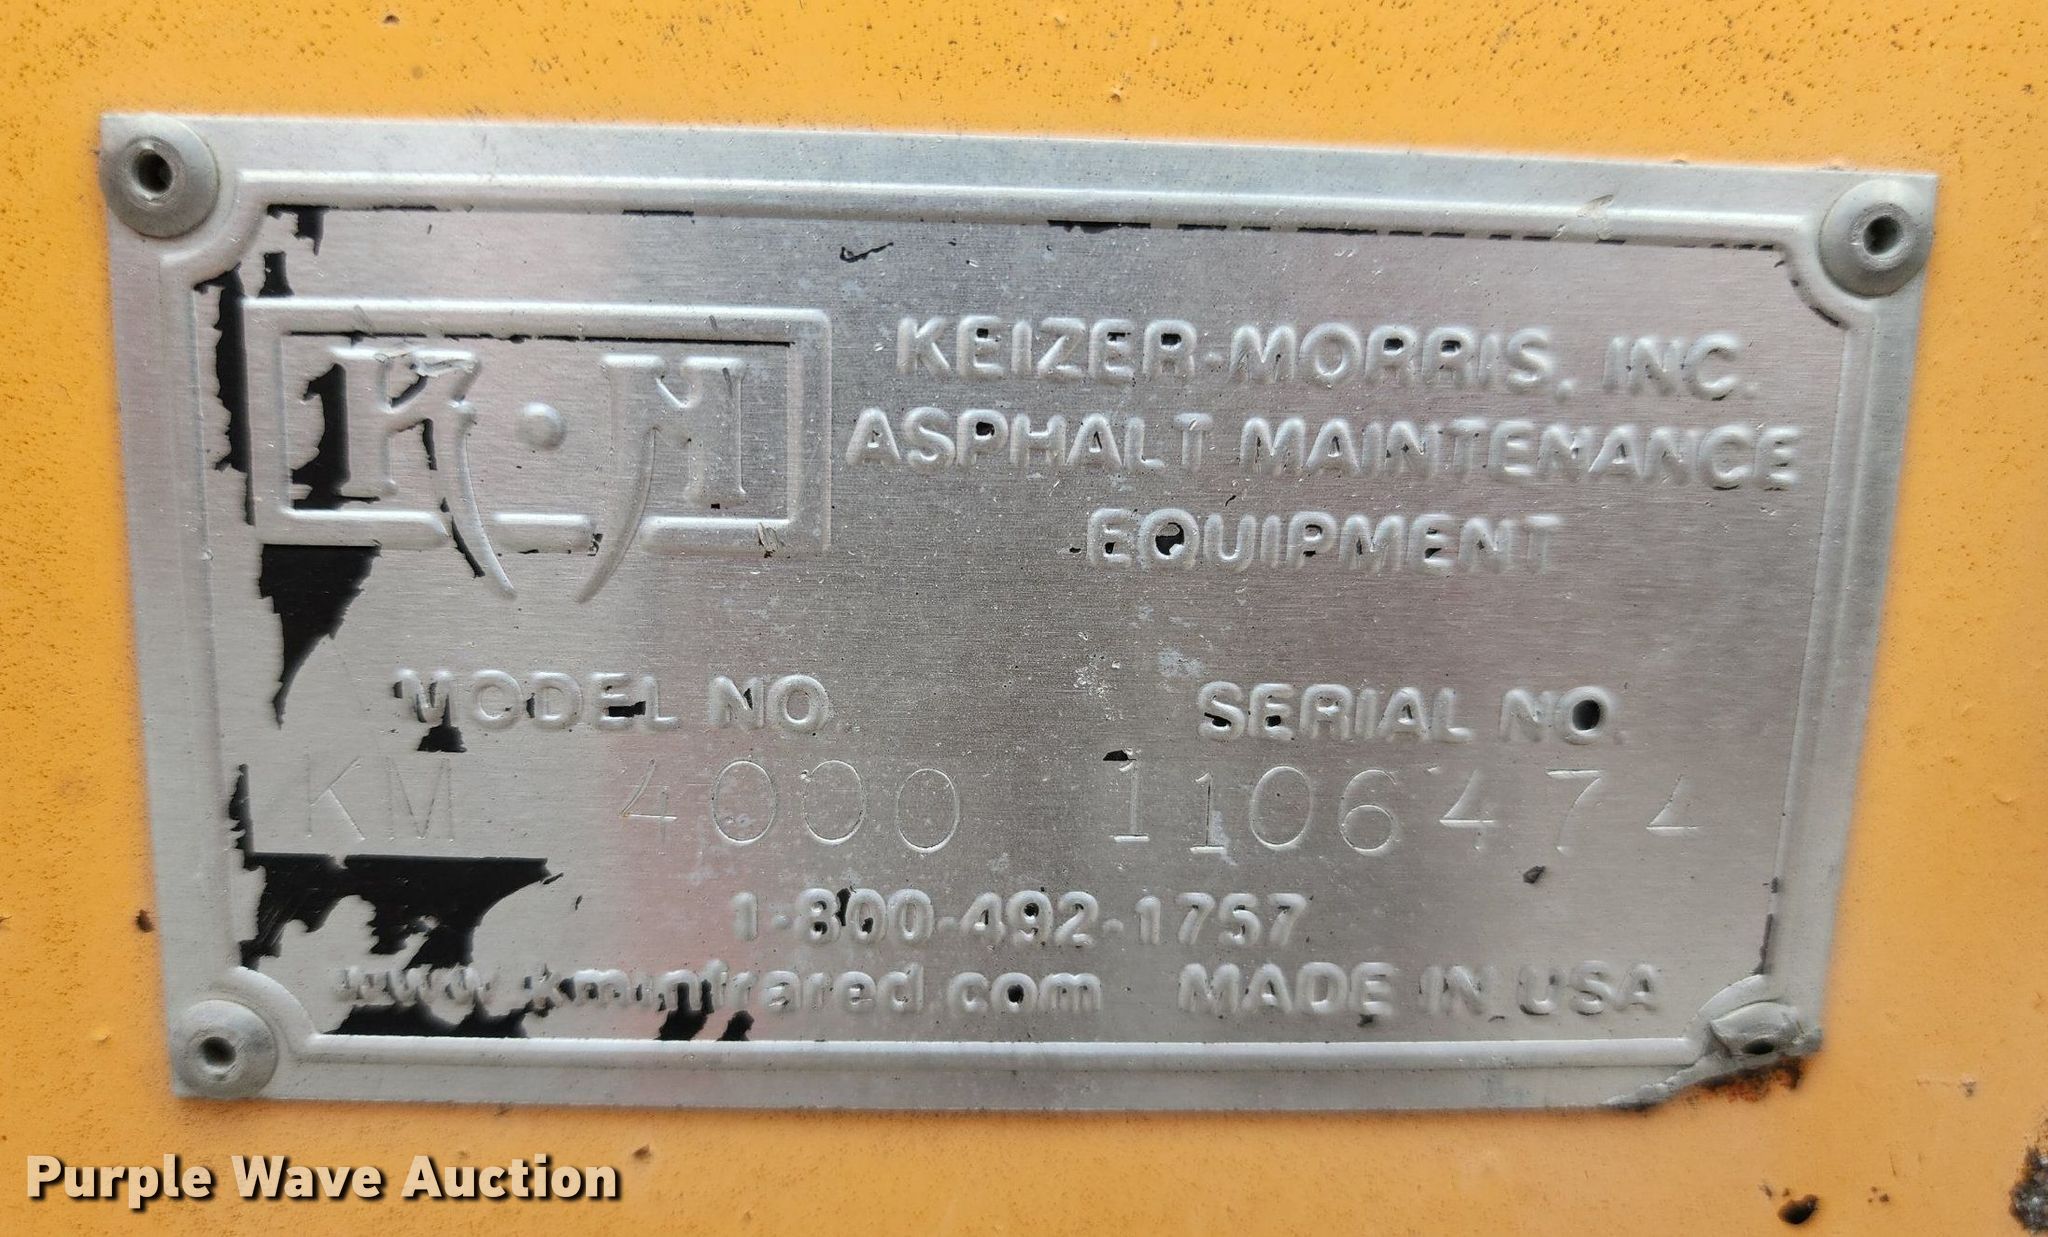 K·M
KEIZER-MORRIS, INC.
ASPHALT MAINTENANCE
EQUIPMENT
MODEL NO. SERIAL NO.
KM 4000 1106474
1-800-492-1757
www.kminfrared.com MADE IN USA
Purple Wave Auction